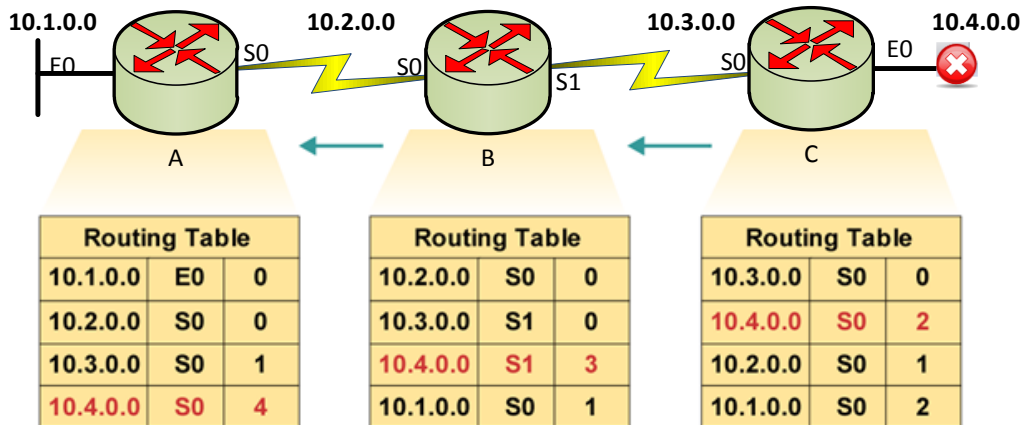 10.1.0.0 10.2.0.0 10.3.0.0 10.4.0.0
E0 S0 S0 S1 S0 E0
A B C
Routing Table
10.1.0.0 E0 0
10.2.0.0 S0 0
10.3.0.0 S0 1
10.4.0.0 S0 4
Routing Table
10.2.0.0 S0 0
10.3.0.0 S1 0
10.4.0.0 S1 3
10.1.0.0 S0 1
Routing Table
10.3.0.0 S0 0
10.4.0.0 S0 2
10.2.0.0 S0 1
10.1.0.0 S0 2